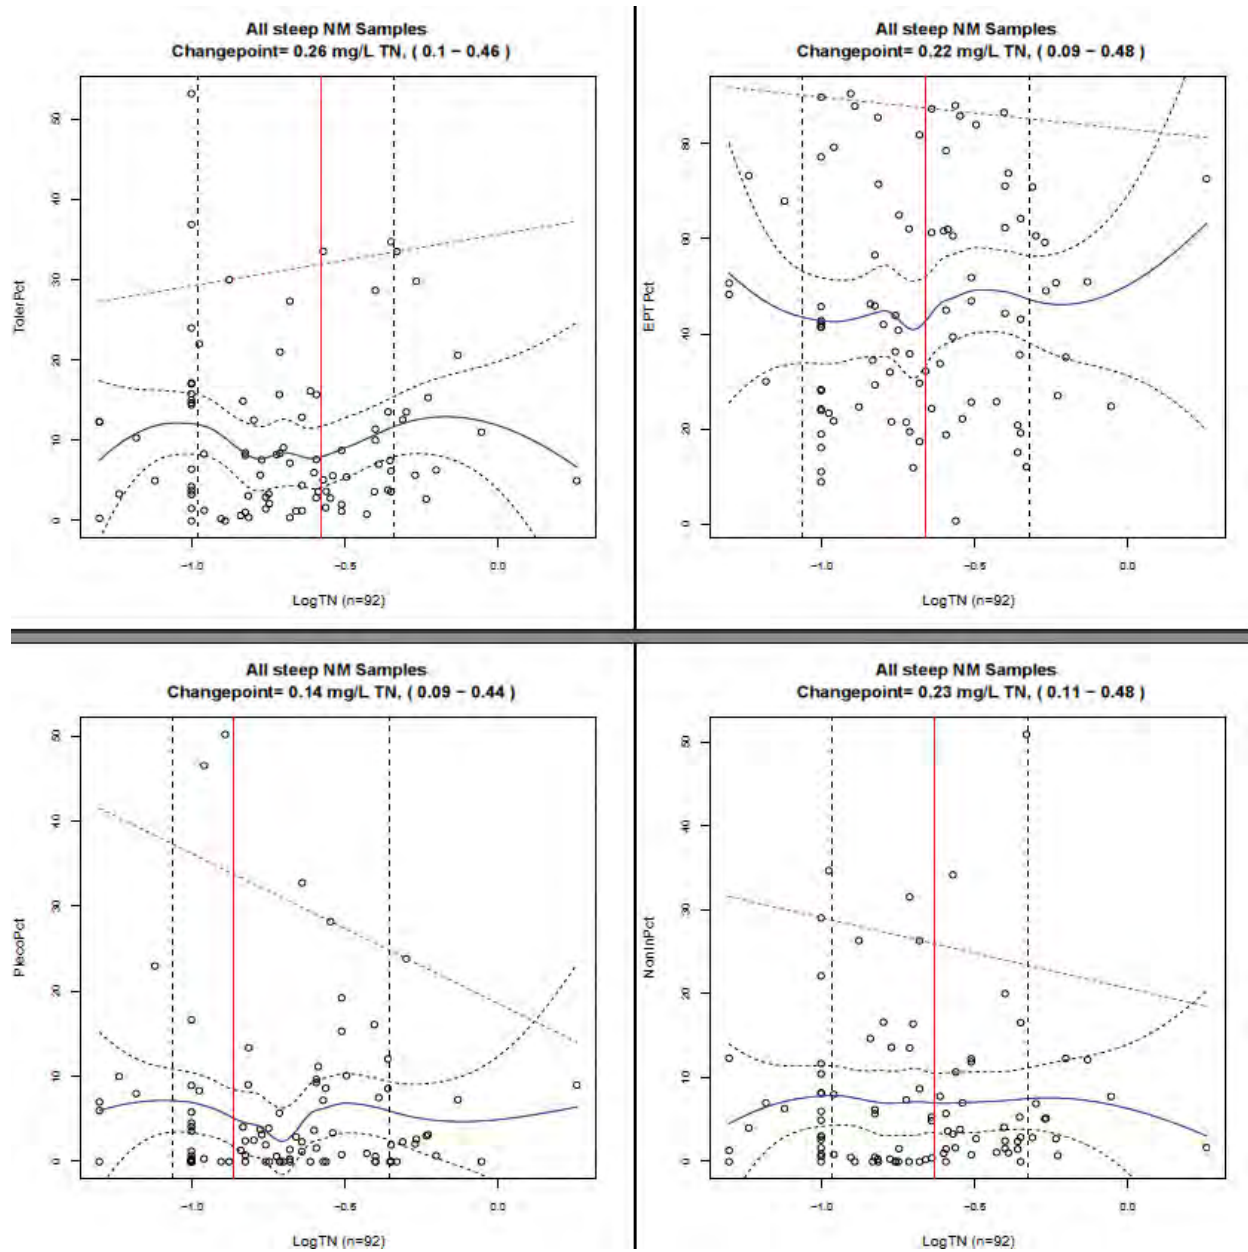 All steep NM Samples
Changepoint= 0.26 mg/L TN, ( 0.1 − 0.46 )
50
40
30
20
10
0
TolerPct
−1.0 −0.5 0.0
LogTN (n=92)
All steep NM Samples
Changepoint= 0.22 mg/L TN, ( 0.09 − 0.48 )
80
60
40
20
0
EPTPct
−1.0 −0.5 0.0
LogTN (n=92)
All steep NM Samples
Changepoint= 0.14 mg/L TN, ( 0.09 − 0.44 )
50
40
30
20
10
0
PlecoPct
−1.0 −0.5 0.0
LogTN (n=92)
All steep NM Samples
Changepoint= 0.23 mg/L TN, ( 0.11 − 0.48 )
50
40
30
20
10
0
NonInPct
−1.0 −0.5 0.0
LogTN (n=92)